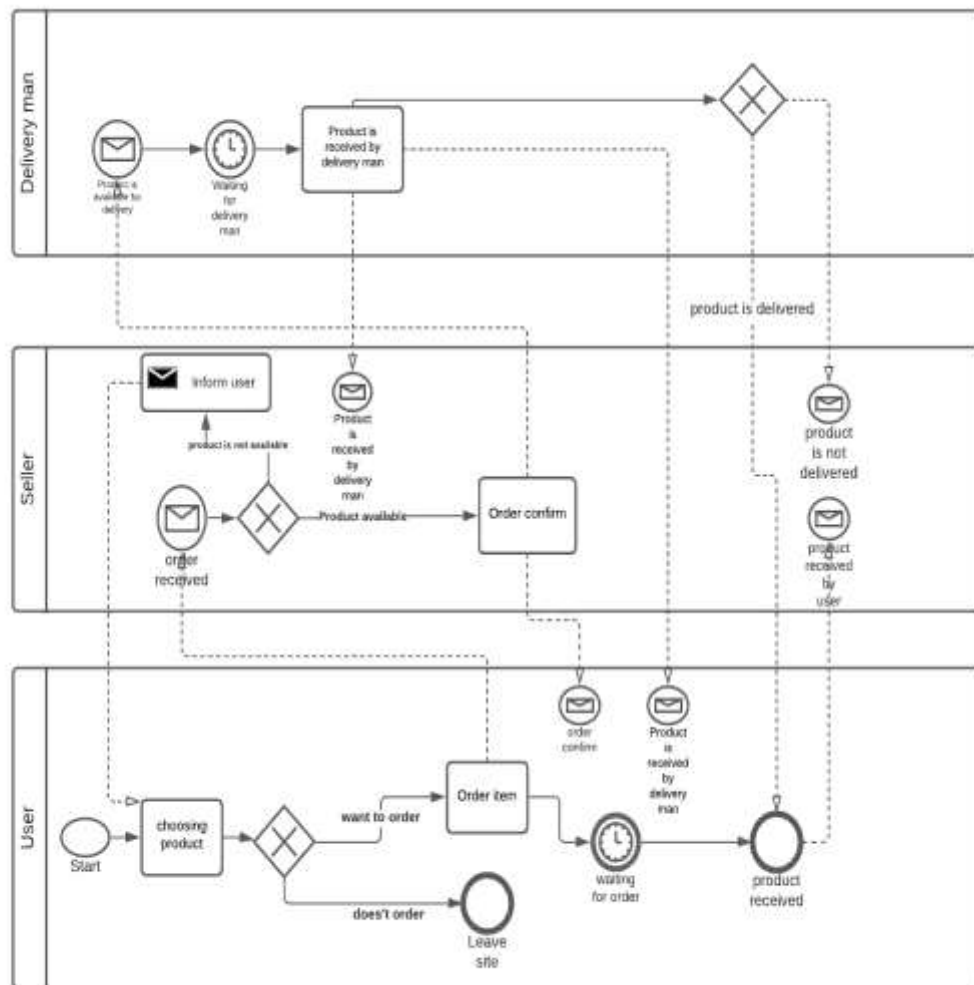 Delivery man
Product is
available for
delivery
Waiting
for
delivery
man
Product is
received by
delivery man
product is delivered
Seller
Inform user
product is not available
order
received
Product available
Product
is
received
by
delivery
man
Order confirm
product
is not
delivered
product
received
by
user
User
Start
choosing
product
want to order
does't order
Order item
Leave
site
order
confirm
Product
is
received
by
delivery
man
waiting
for order
product
received